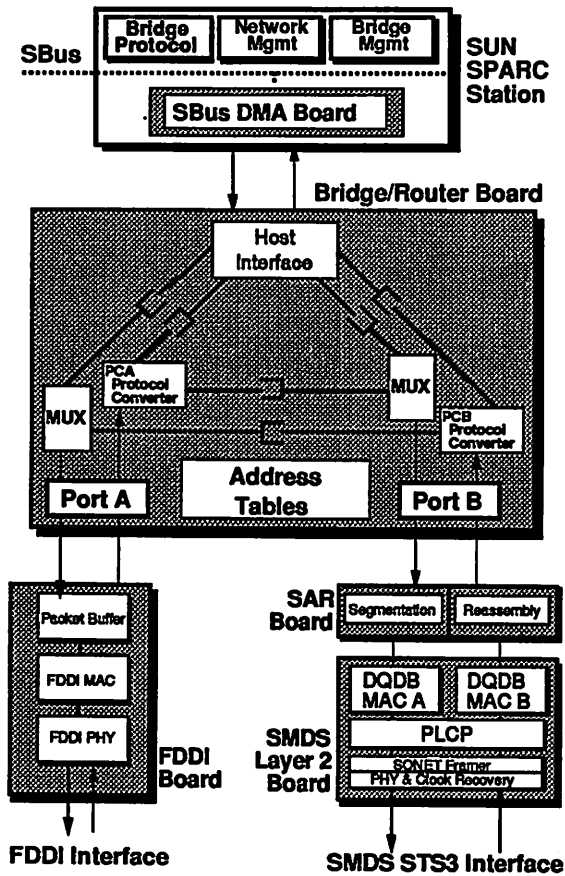 Bridge
Protocol
Network
Mgmt
Bridge
Mgmt
SBus
SUN
SPARC
Station
SBus DMA Board
Bridge/Router Board
Host
Interface
PCA
Protocol
Converter
MUX
MUX
PCB
Protocol
Converter
Address
Tables
Port A
Port B
Packet Buffer
FDDI MAC
FDDI PHY
FDDI
Board
SAR
Board
Segmentation
Reassembly
DQDB
MAC A
DQDB
MAC B
PLCP
SONET Framer
PHY & Clock Recovery
SMDS
Layer 2
Board
FDDI Interface
SMDS STS3 Interface